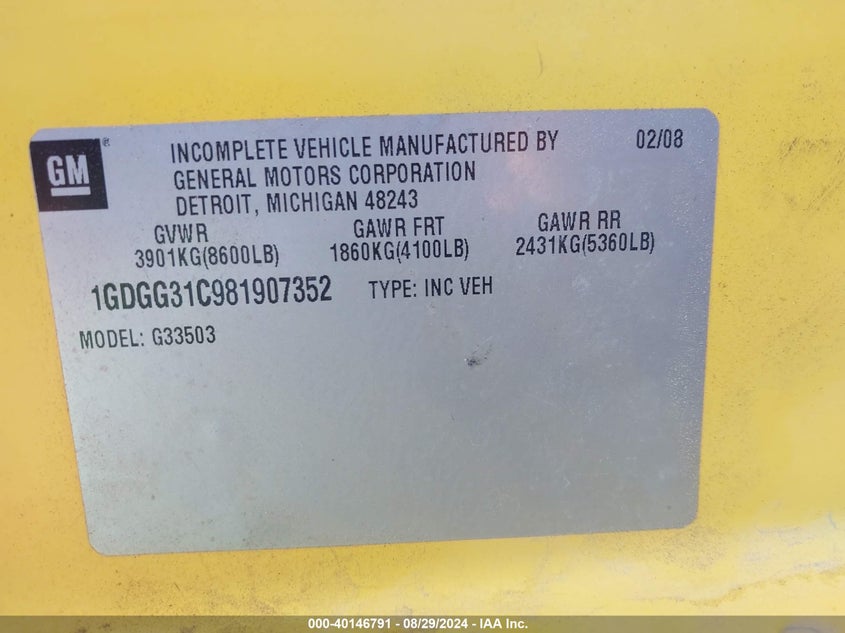 GM ®
INCOMPLETE VEHICLE MANUFACTURED BY 02/08
GENERAL MOTORS CORPORATION
DETROIT, MICHIGAN 48243
GVWR GAWR FRT GAWR RR
3901KG(8600LB) 1860KG(4100LB) 2431KG(5360LB)
1GDGG31C981907352 TYPE: INC VEH
MODEL: G33503
000-40146791 - 08/29/2024 - IAA Inc.